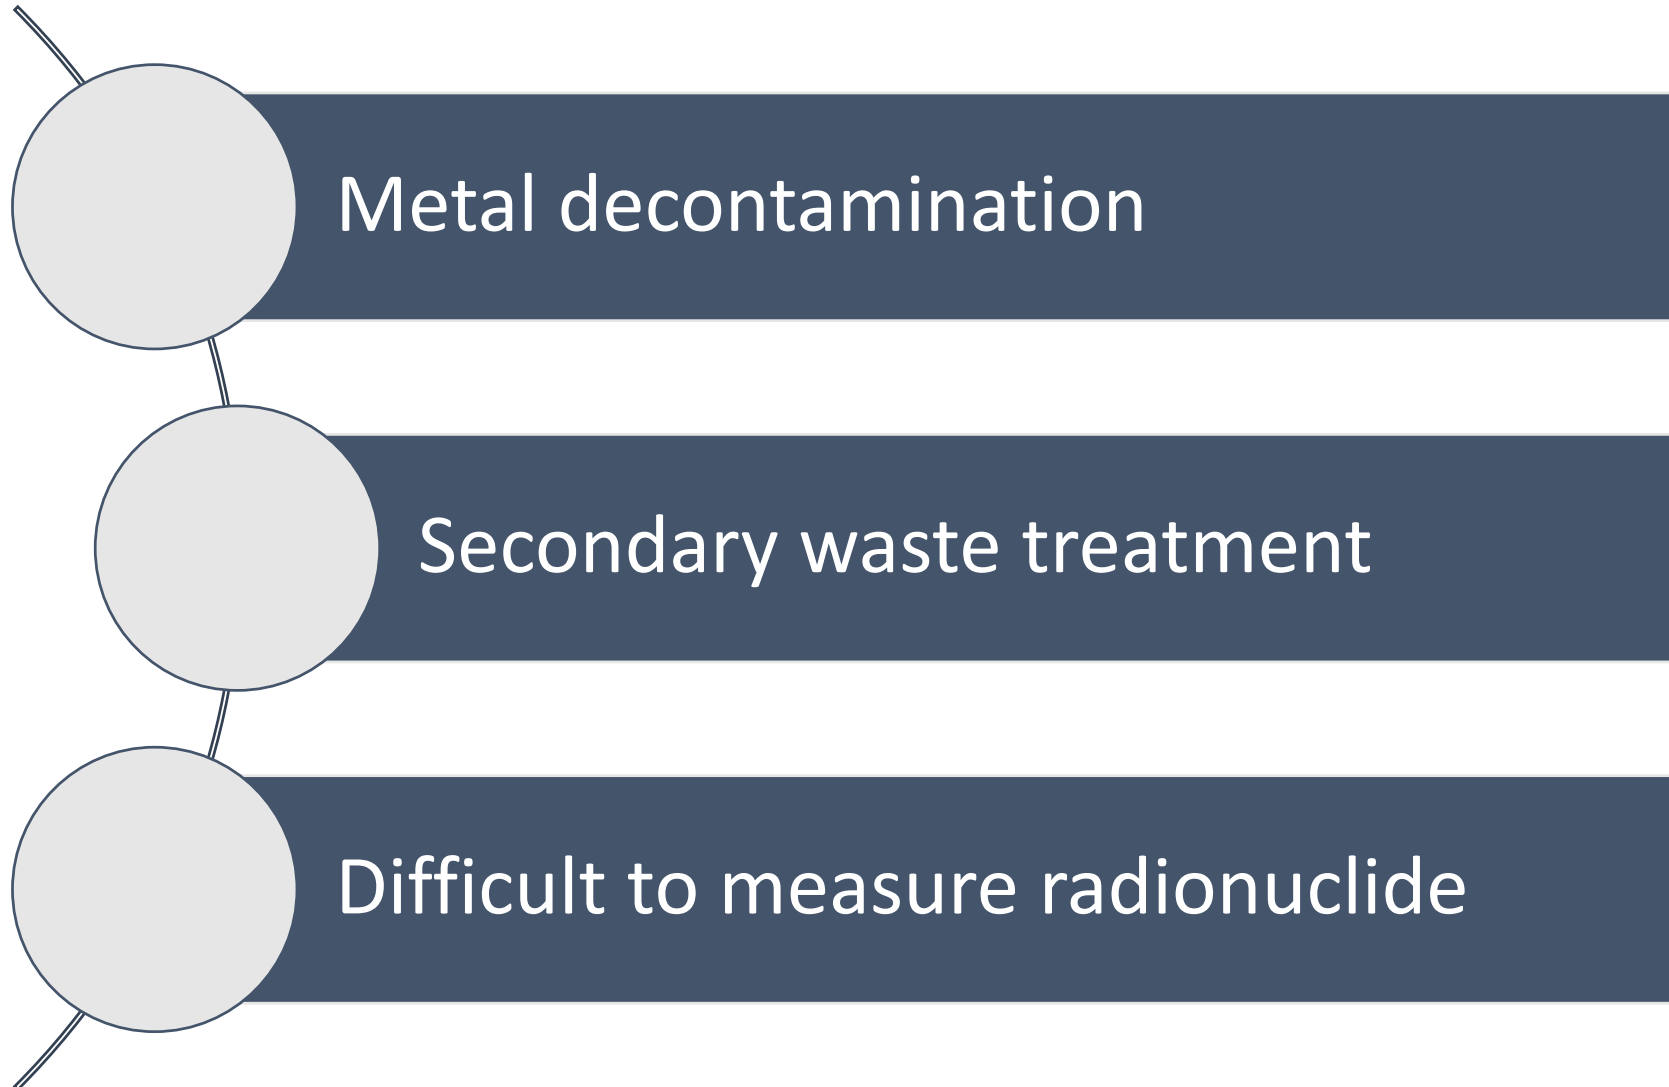 Metal decontamination
Secondary waste treatment
Difficult to measure radionuclide